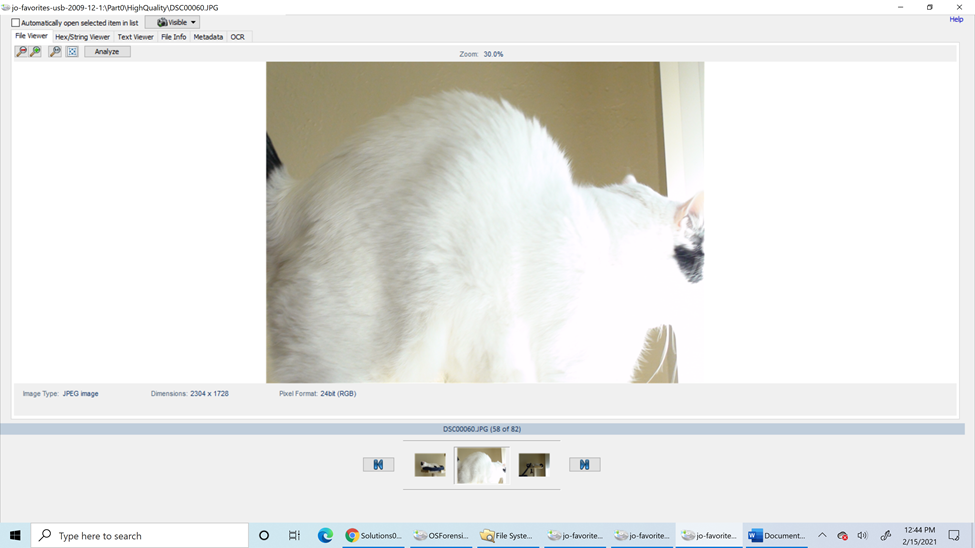 jo-favorites-usb-2009-12-1:\Part0\HighQuality\DSC00060.JPG
Help
Automatically open selected item in list
Visible
File Viewer Hex/String Viewer Text Viewer File Info Metadata OCR
Analyze
Zoom: 30.0%
Image Type: JPEG image Dimensions: 2304 x 1728 Pixel Format: 24bit (RGB)
DSC00060.JPG (58 of 82)
Type here to search
Solutions0... OSForensi... File Syste... jo-favorite... jo-favorite... jo-favorite... Document...
12:44 PM
2/15/2021